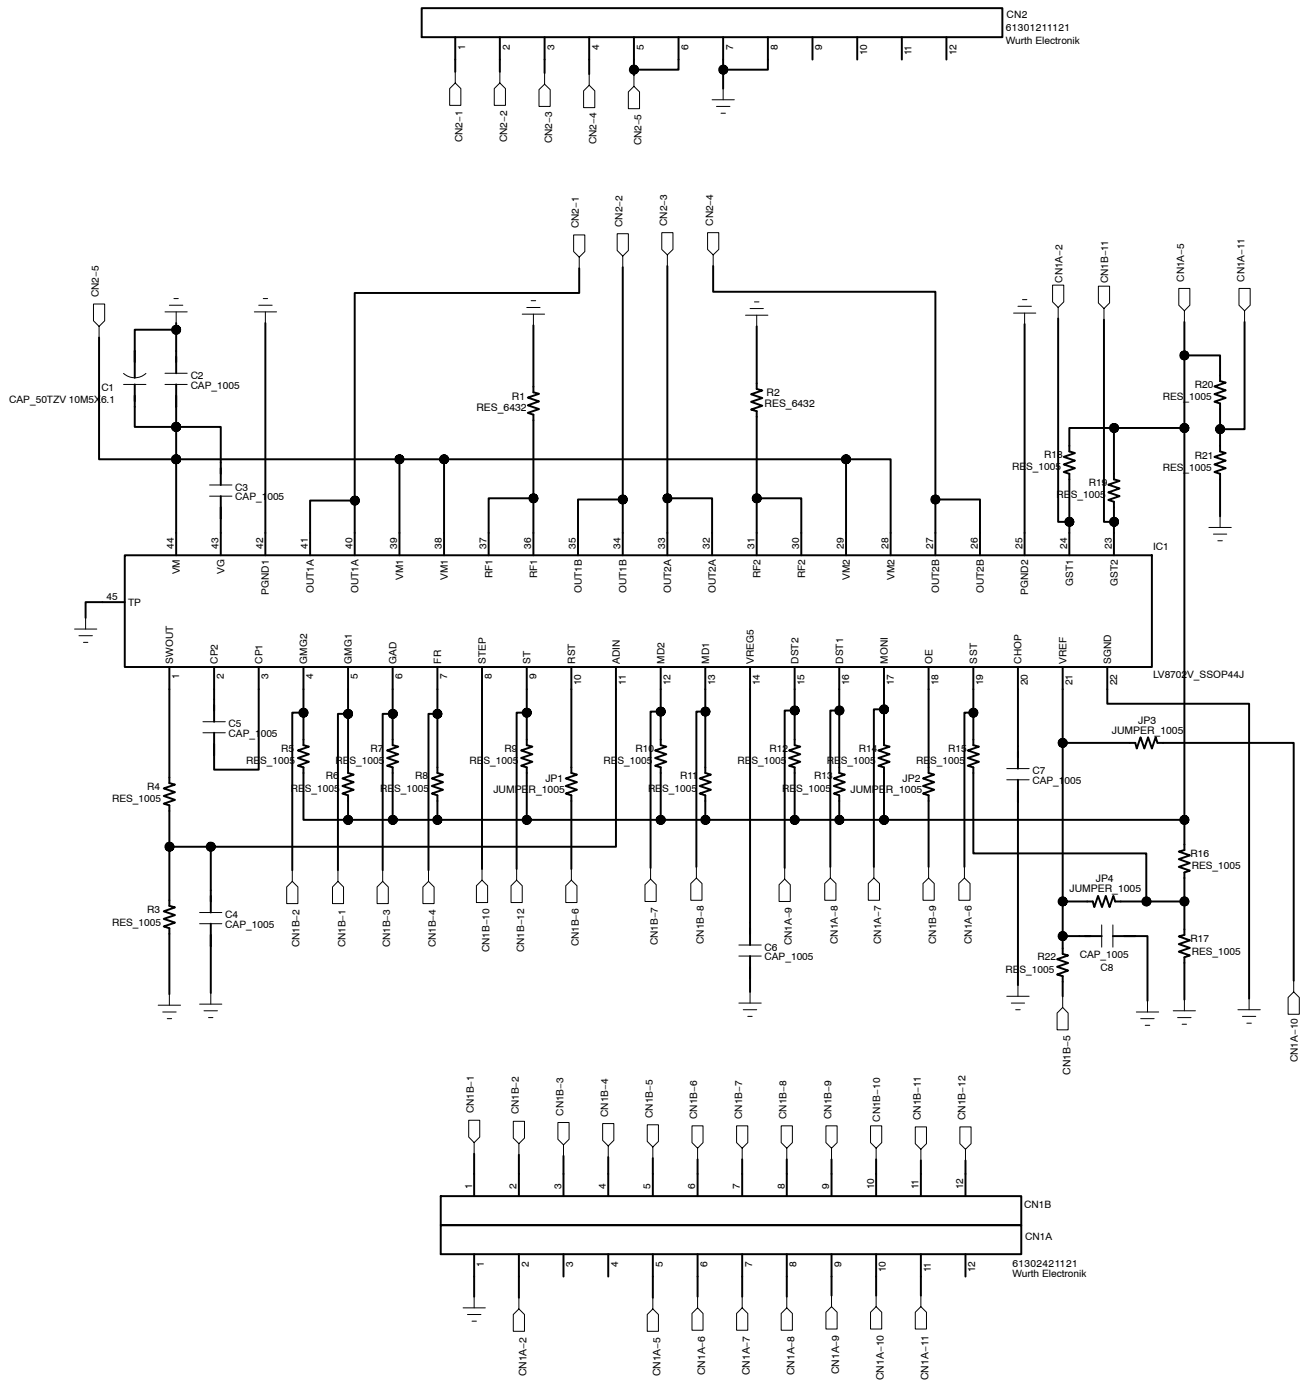 CN2
61301211121
Wurth Electronik
1 2 3 4 5 6 7 8 9 10 11 12
CN2-1 CN2-2 CN2-3 CN2-4 CN2-5
CN2-1 CN2-2 CN2-3 CN2-4
CN2-5 CN1A-2 CN1B-11 CN1A-5 CN1A-11
C1
CAP_50TZV 10M5X6.1
C2
CAP_1005
R1
RES_6432
R2
RES_6432
R20
RES_1005
R18
RES_1005
R21
RES_1005
R19
RES_1005
C3
CAP_1005
44 43 42 41 40 39 38 37 36 35 34 33 32 31 30 29 28 27 26 25 24 23
IC1
VM VG PGND1 OUT1A OUT1A VM1 VM1 RF1 RF1 OUT1B OUT1B OUT2A OUT2A RF2 RF2 VM2 VM2 OUT2B OUT2B PGND2 GST1 GST2
45
TP
SWOUT CP2 CP1 GMG2 GMG1 GAD FR STEP ST RST ADIN MD2 MD1 VREG5 DST2 DST1 MONI OE SST CHOP VREF SGND
1 2 3 4 5 6 7 8 9 10 11 12 13 14 15 16 17 18 19 20 21 22
LV8702V_SSOP44J
C5
CAP_1005
R5
RES_1005
R6
RES_1005
R7
RES_1005
R8
RES_1005
R9
RES_1005
JP1
JUMPER_1005
R10
RES_1005
R11
RES_1005
R12
RES_1005
R13
RES_1005
R14
RES_1005
JP2
JUMPER_1005
R15
RES_1005
C7
CAP_1005
JP3
JUMPER_1005
R4
RES_1005
R16
RES_1005
JP4
JUMPER_1005
R3
RES_1005
C4
CAP_1005
CN1B-2 CN1B-1 CN1B-3 CN1B-4 CN1B-10 CN1B-12 CN1B-6 CN1B-7 CN1B-8 CN1A-9 CN1A-8 CN1A-7 CN1B-9 CN1A-6
C6
CAP_1005
R22
RES_1005
CAP_1005
C8
R17
RES_1005
CN1B-5
CN1A-10
CN1B-1 CN1B-2 CN1B-3 CN1B-4 CN1B-5 CN1B-6 CN1B-7 CN1B-8 CN1B-9 CN1B-10 CN1B-11 CN1B-12
1 2 3 4 5 6 7 8 9 10 11 12
CN1B
CN1A
1 2 3 4 5 6 7 8 9 10 11 12
61302421121
Wurth Electronik
CN1A-2 CN1A-5 CN1A-6 CN1A-7 CN1A-8 CN1A-9 CN1A-10 CN1A-11